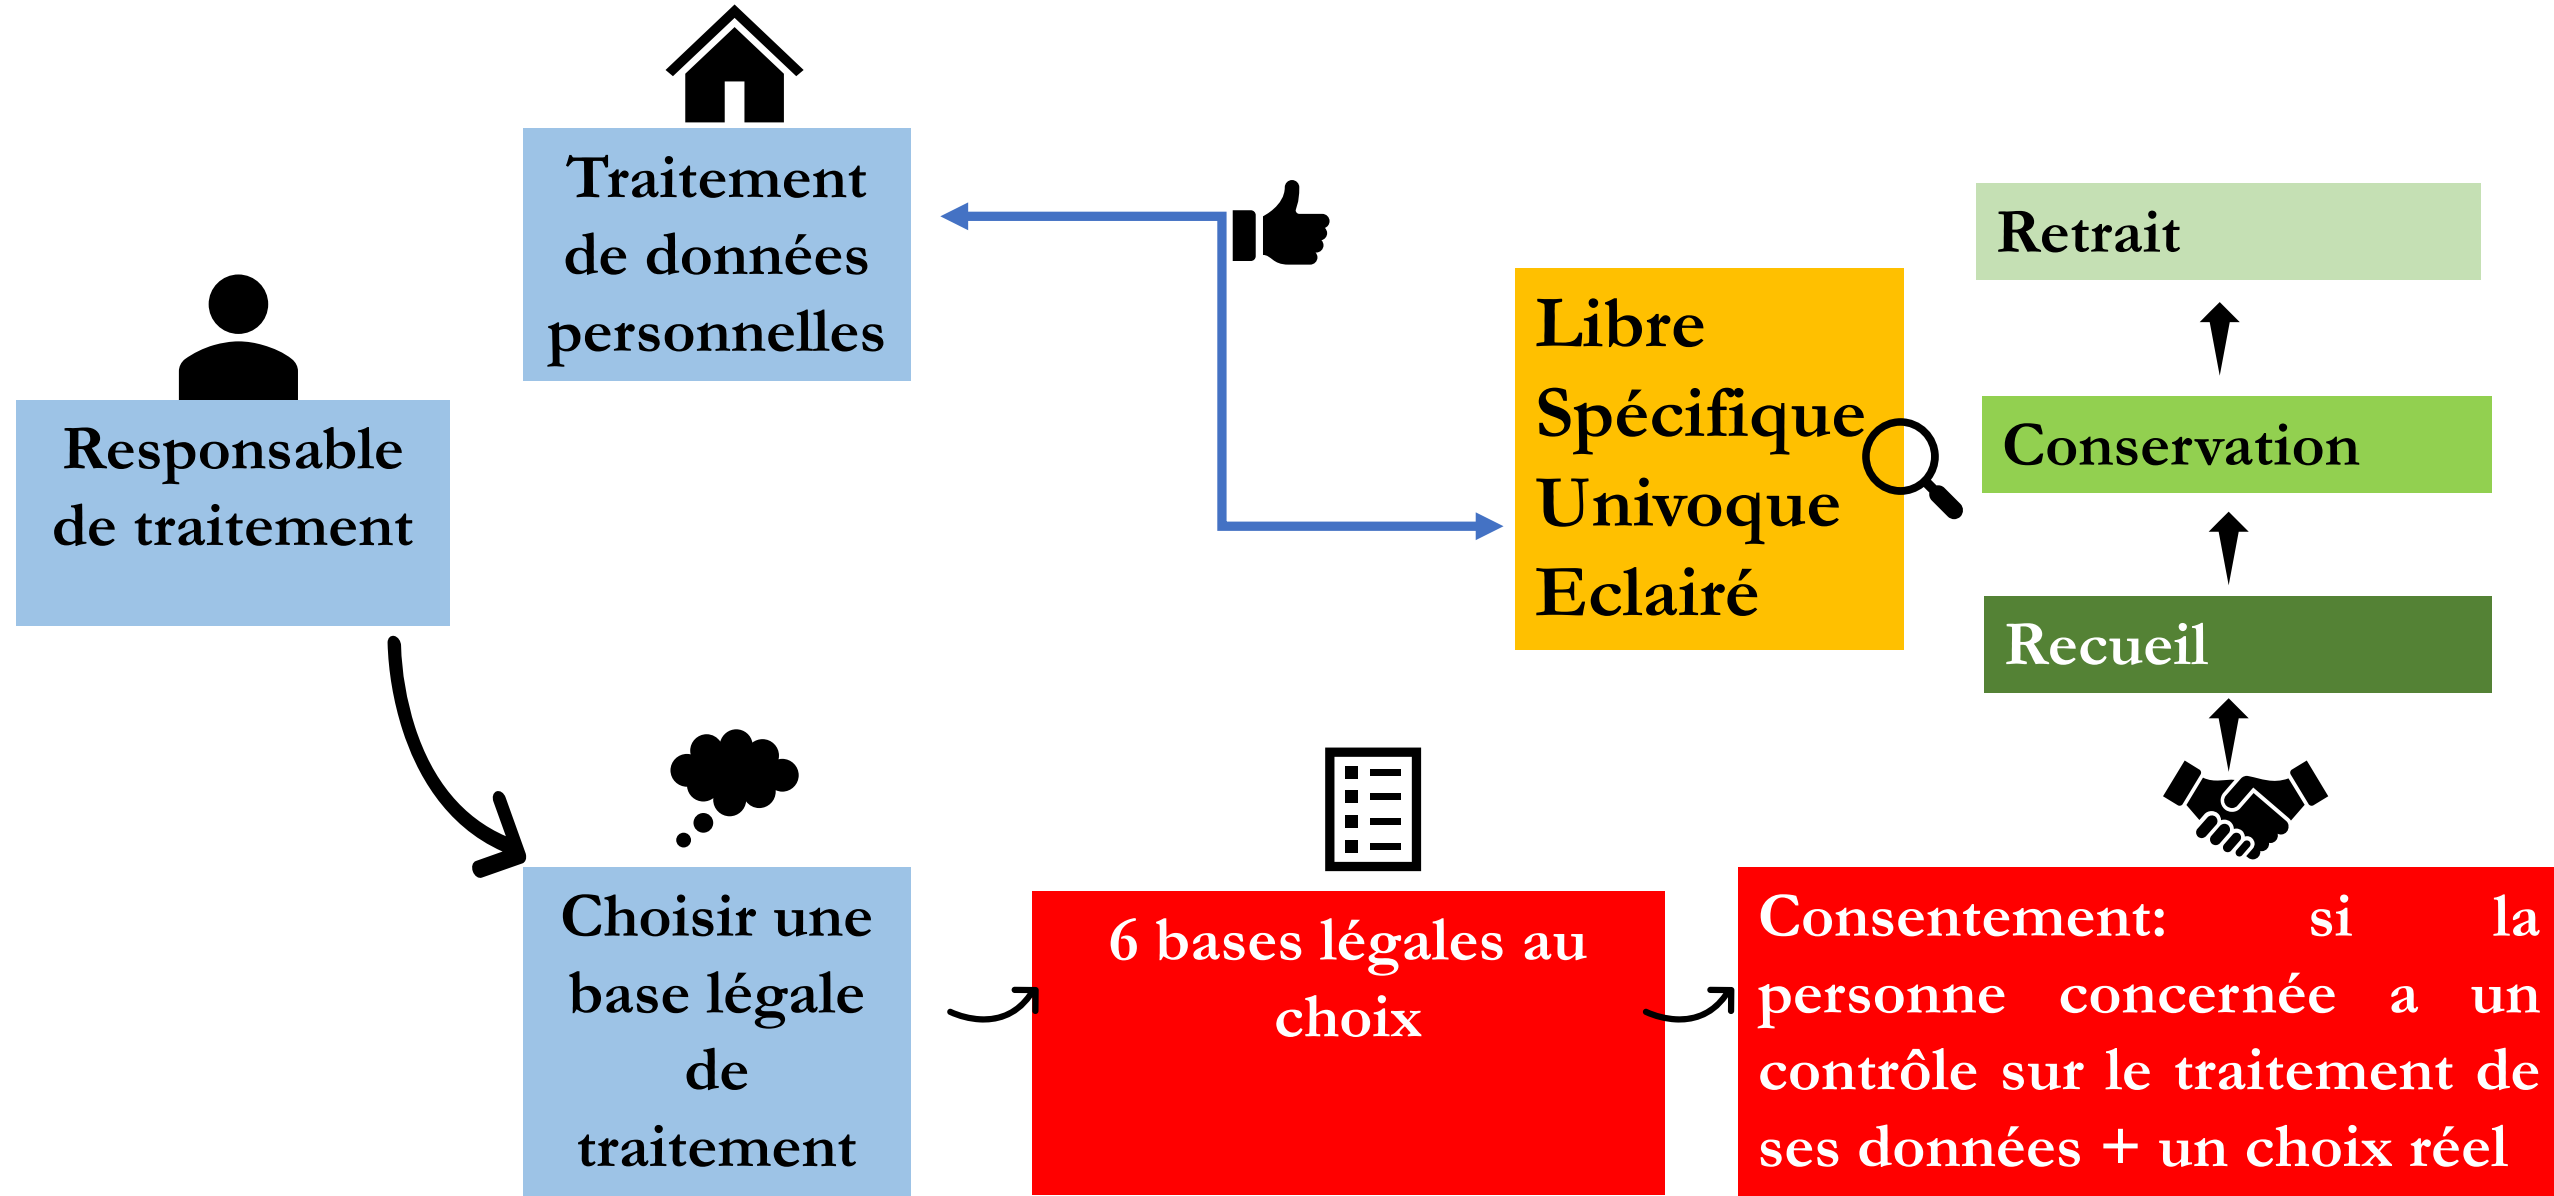 Traitement
de données
personnelles
Responsable
de traitement
Choisir une
base légale
de
traitement
6 bases légales au
choix
Consentement: si la
personne concernée a un
contrôle sur le traitement de
ses données + un choix réel
Recueil
Conservation
Retrait
Libre
Spécifique
Univoque
Eclairé